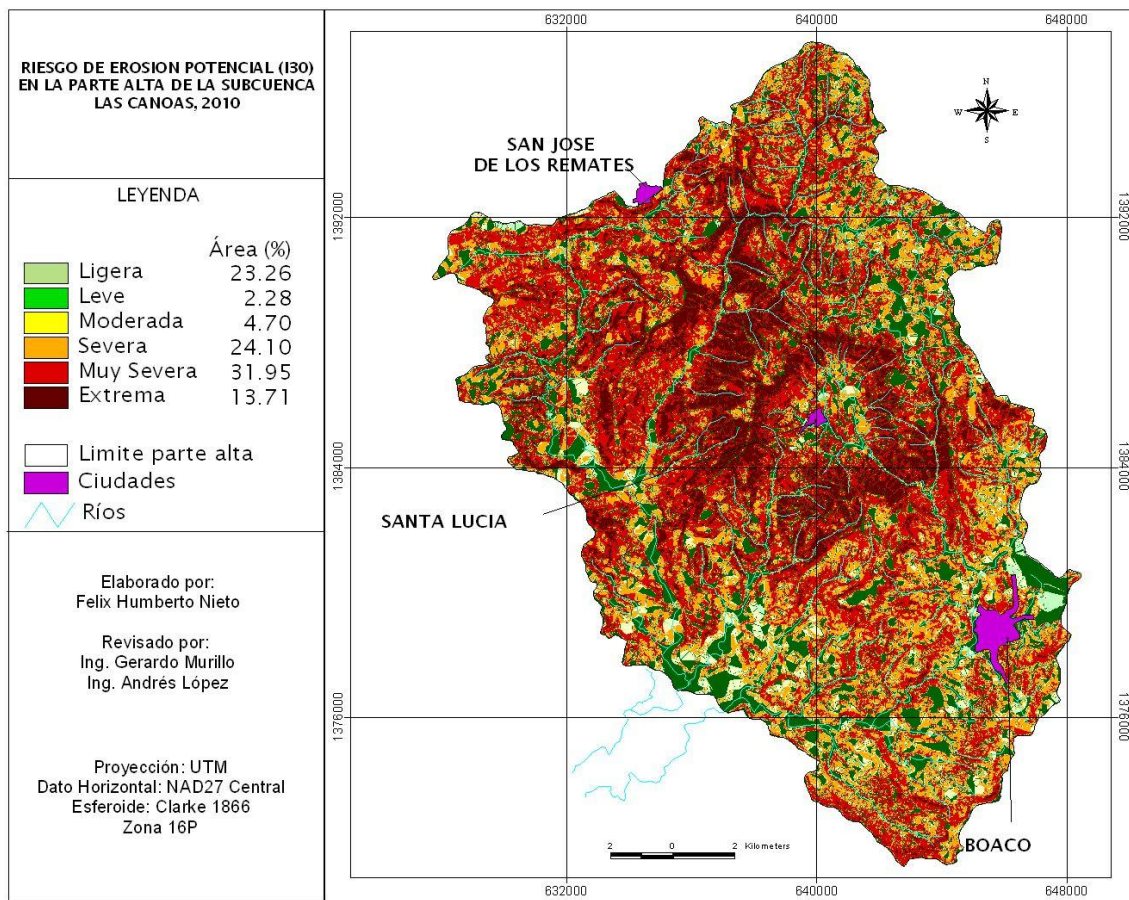 RIESGO DE EROSION POTENCIAL (I30)
EN LA PARTE ALTA DE LA SUBCUENCA
LAS CANOAS, 2010
LEYENDA
Área (%)
Ligera 23.26
Leve 2.28
Moderada 4.70
Severa 24.10
Muy Severa 31.95
Extrema 13.71
Limite parte alta
Ciudades
Ríos
Elaborado por:
Felix Humberto Nieto
Revisado por:
Ing. Gerardo Murillo
Ing. Andrés López
Proyección: UTM
Dato Horizontal: NAD27 Central
Esferoide: Clarke 1866
Zona 16P
632000 640000 648000
N
W E
S
SAN JOSE
DE LOS REMATES
1392000 1392000
1384000 1384000
SANTA LUCIA
1376000 1376000
2 0 2 Kilometers
BOACO
632000 640000 648000